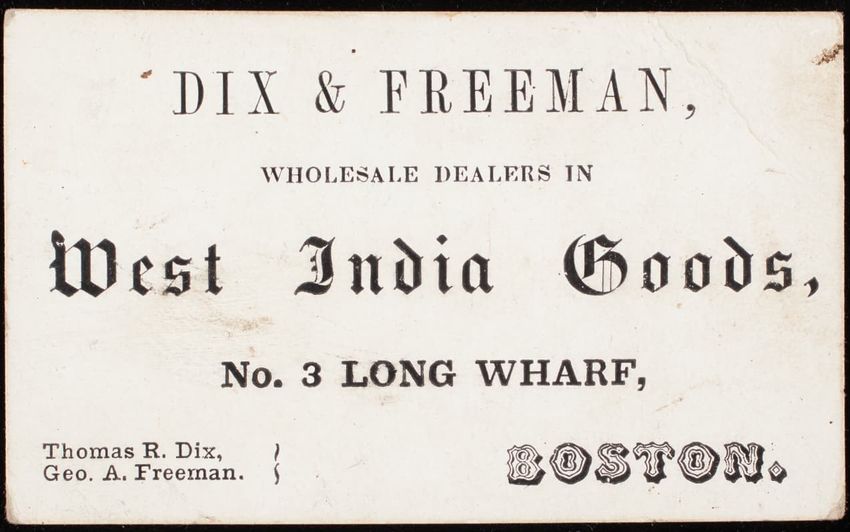 DIX & FREEMAN,
WHOLESALE DEALERS IN
West India Goods,
No. 3 LONG WHARF,
Thomas R. Dix,
Geo. A. Freeman.
BOSTON.